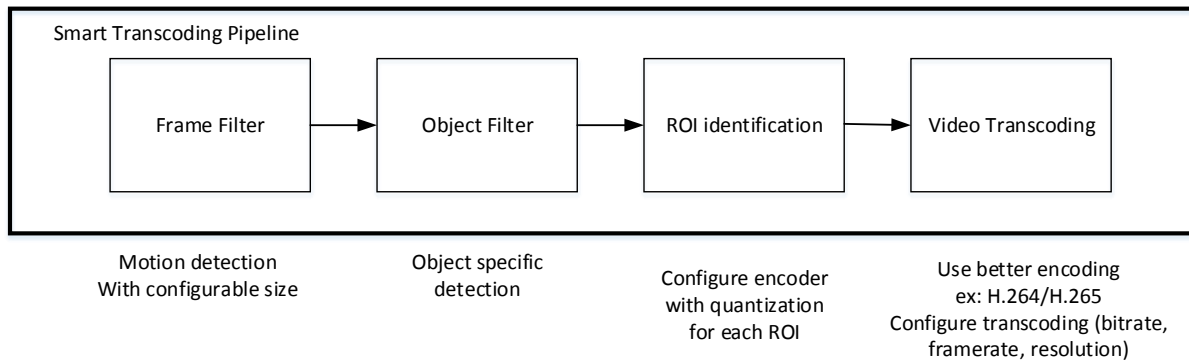 Smart Transcoding Pipeline
Frame Filter
Object Filter
ROI identification
Video Transcoding
Motion detection
With configurable size
Object specific
detection
Configure encoder
with quantization
for each ROI
Use better encoding
ex: H.264/H.265
Configure transcoding (bitrate,
framerate, resolution)